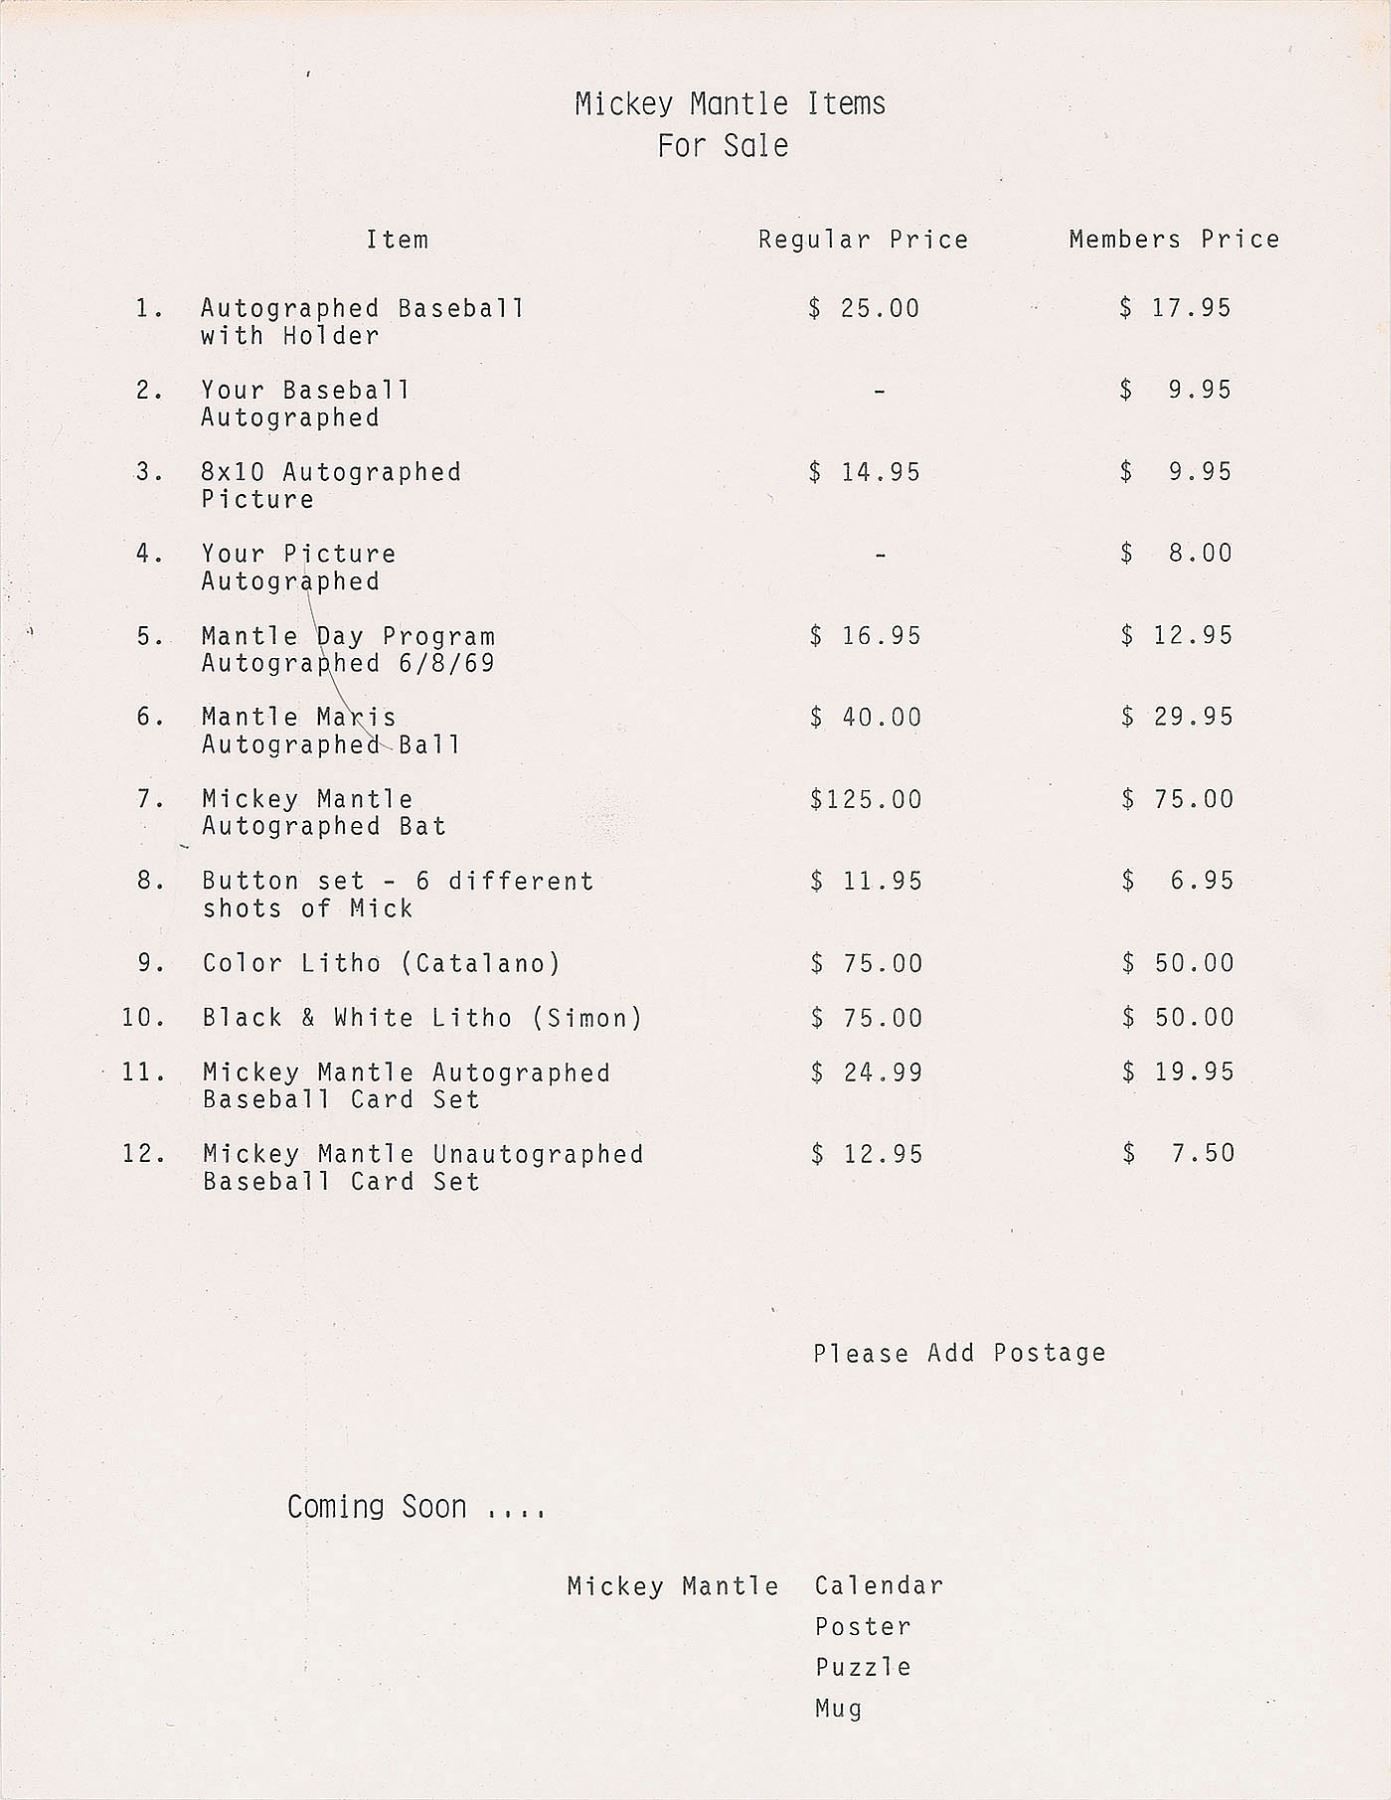 Mickey Mantle Items
For Sale
Item Regular Price Members Price
1. Autographed Baseball $ 25.00 $ 17.95
with Holder
2. Your Baseball - $ 9.95
Autographed
3. 8x10 Autographed $ 14.95 $ 9.95
Picture
4. Your Picture - $ 8.00
Autographed
5. Mantle Day Program $ 16.95 $ 12.95
Autographed 6/8/69
6. Mantle Maris $ 40.00 $ 29.95
Autographed Ball
7. Mickey Mantle $125.00 $ 75.00
Autographed Bat
8. Button set - 6 different $ 11.95 $ 6.95
shots of Mick
9. Color Litho (Catalano) $ 75.00 $ 50.00
10. Black & White Litho (Simon) $ 75.00 $ 50.00
11. Mickey Mantle Autographed $ 24.99 $ 19.95
Baseball Card Set
12. Mickey Mantle Unautographed $ 12.95 $ 7.50
Baseball Card Set
Please Add Postage
Coming Soon ....
Mickey Mantle Calendar
Poster
Puzzle
Mug